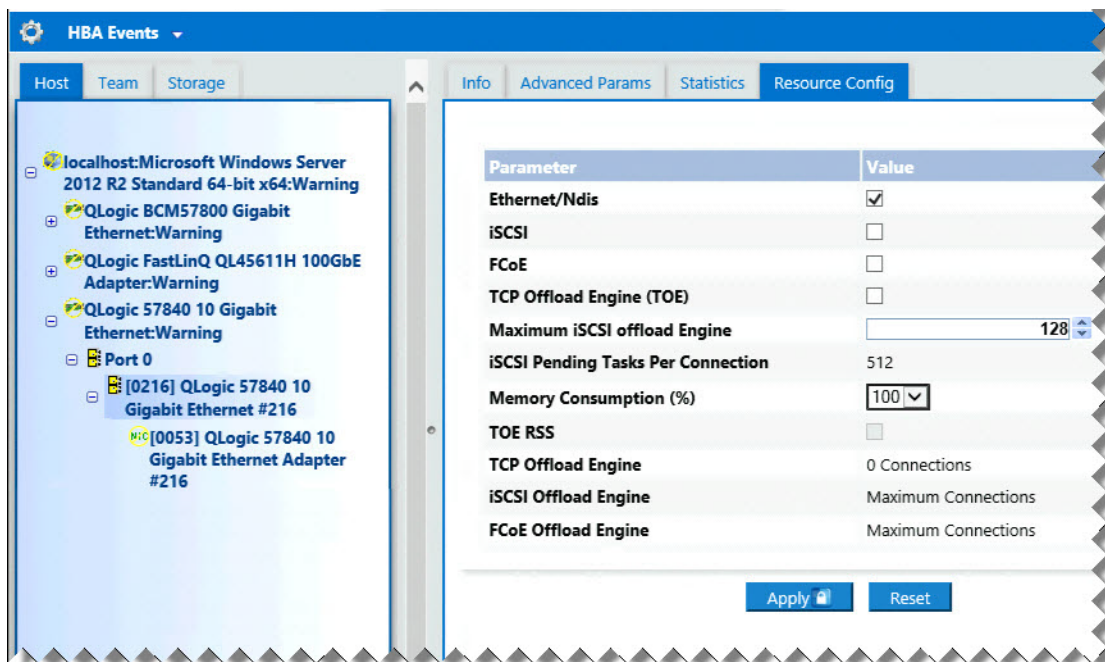 HBA Events
Host Team Storage
localhost:Microsoft Windows Server
2012 R2 Standard 64-bit x64:Warning
QLogic BCM57800 Gigabit
Ethernet:Warning
QLogic FastLinQ QL45611H 100GbE
Adapter:Warning
QLogic 57840 10 Gigabit
Ethernet:Warning
Port 0
[0216] QLogic 57840 10
Gigabit Ethernet #216
NIC [0053] QLogic 57840 10
Gigabit Ethernet Adapter
#216
Info Advanced Params Statistics Resource Config
Parameter Value
Ethernet/Ndis
iSCSI
FCoE
TCP Offload Engine (TOE)
Maximum iSCSI offload Engine 128
iSCSI Pending Tasks Per Connection 512
Memory Consumption (%) 100
TOE RSS
TCP Offload Engine 0 Connections
iSCSI Offload Engine Maximum Connections
FCoE Offload Engine Maximum Connections
Apply Reset